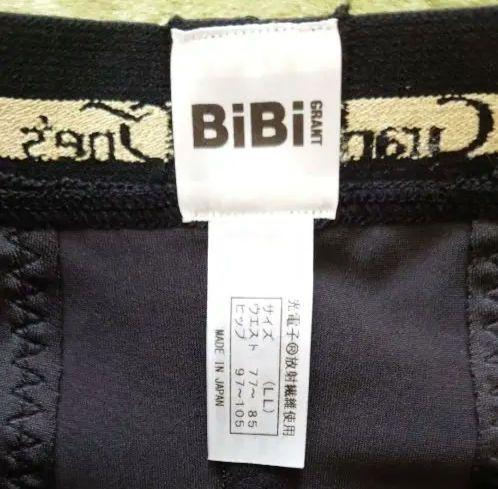 BiBi
GRANT
光電子®放射繊維使用
サイズ (LL)
ウエスト 77~85
ヒップ 97~105
MADE IN JAPAN